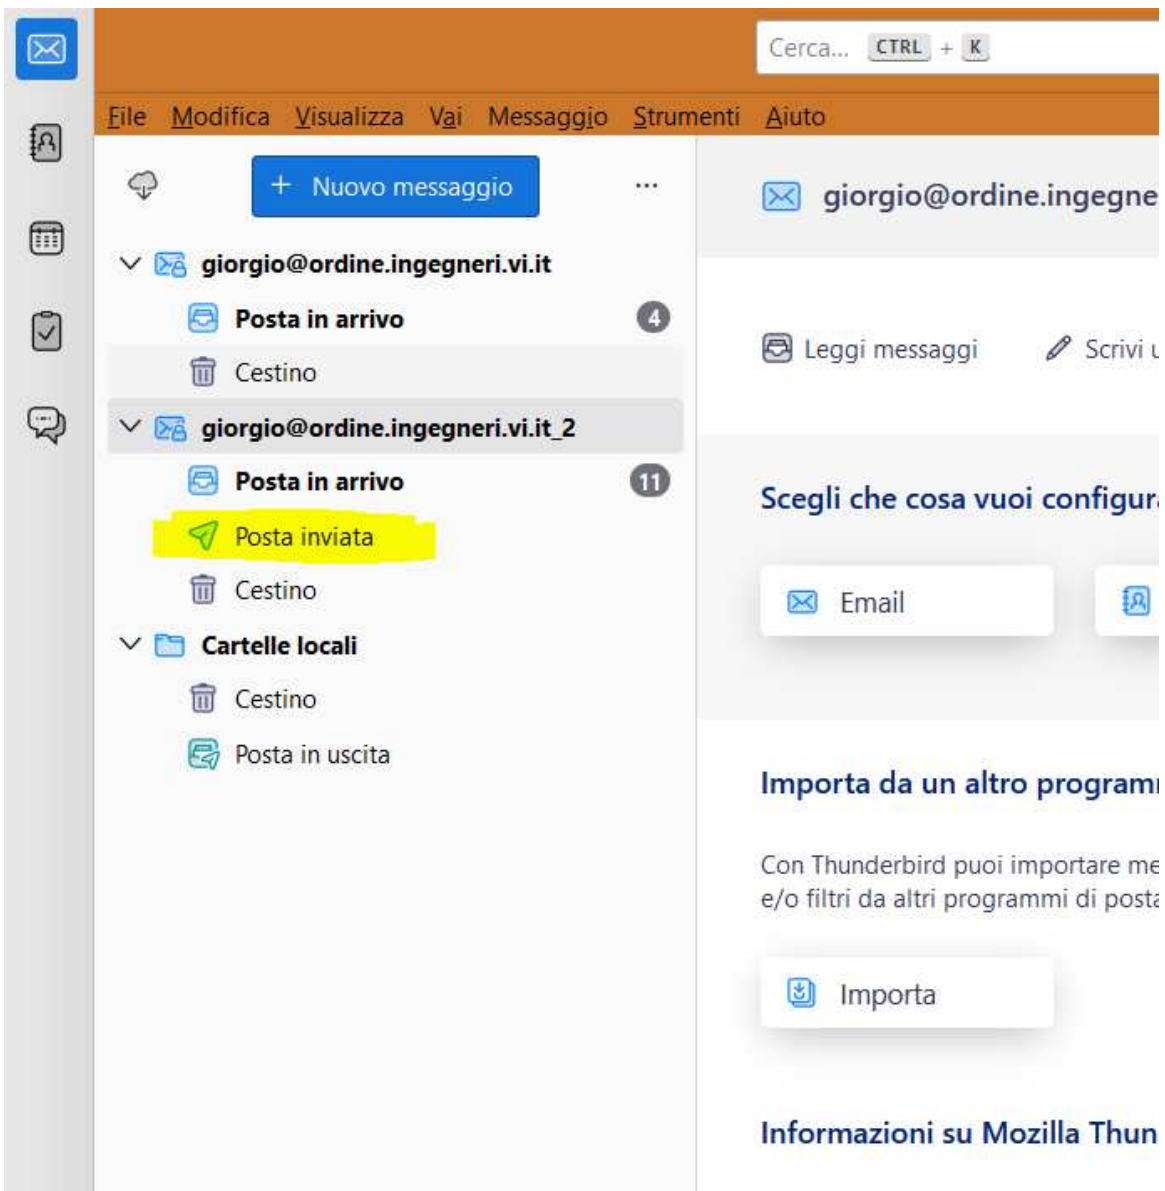 Cerca... CTRL + K
File Modifica Visualizza Vai Messaggio Strumenti Aiuto
+ Nuovo messaggio ...
giorgio@ordine.ingegneri.vi.it
Posta in arrivo 4
Cestino
giorgio@ordine.ingegneri.vi.it_2
Posta in arrivo 11
Posta inviata
Cestino
Cartelle locali
Cestino
Posta in uscita
giorgio@ordine.ingegne
Leggi messaggi Scrivi u
Scegli che cosa vuoi configura
Email
Importa da un altro program
Con Thunderbird puoi importare me
e/o filtri da altri programmi di posta
Importa
Informazioni su Mozilla Thun